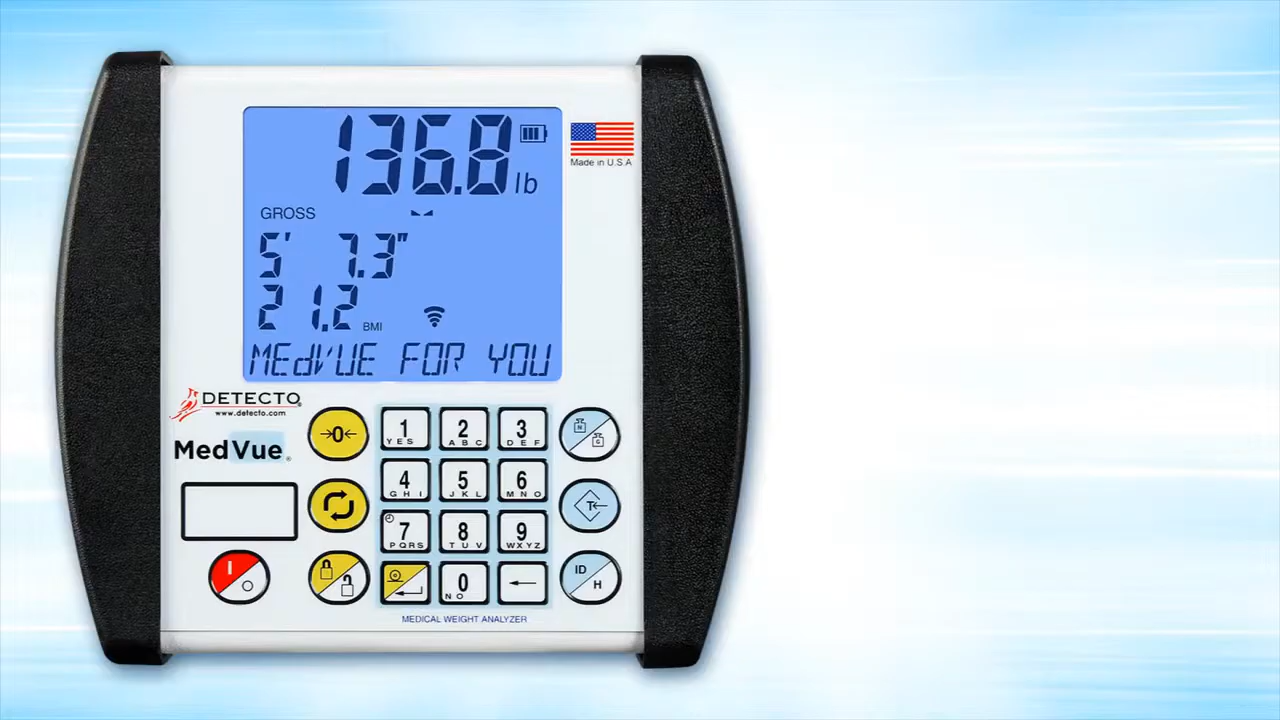 136.8 lb
Made in U.S.A
GROSS
5' 7.3"
21.2 BMI
MEdVUE FOR YOU
DETECTO®
www.detecto.com
MedVue®
→0←
1 YES
2 ABC
3 DEF
N
G
4 GHI
5 JKL
6 MNO
T←
7 PQRS
8 TUV
9 WXYZ
I
O
0 NO
←
ID
H
MEDICAL WEIGHT ANALYZER